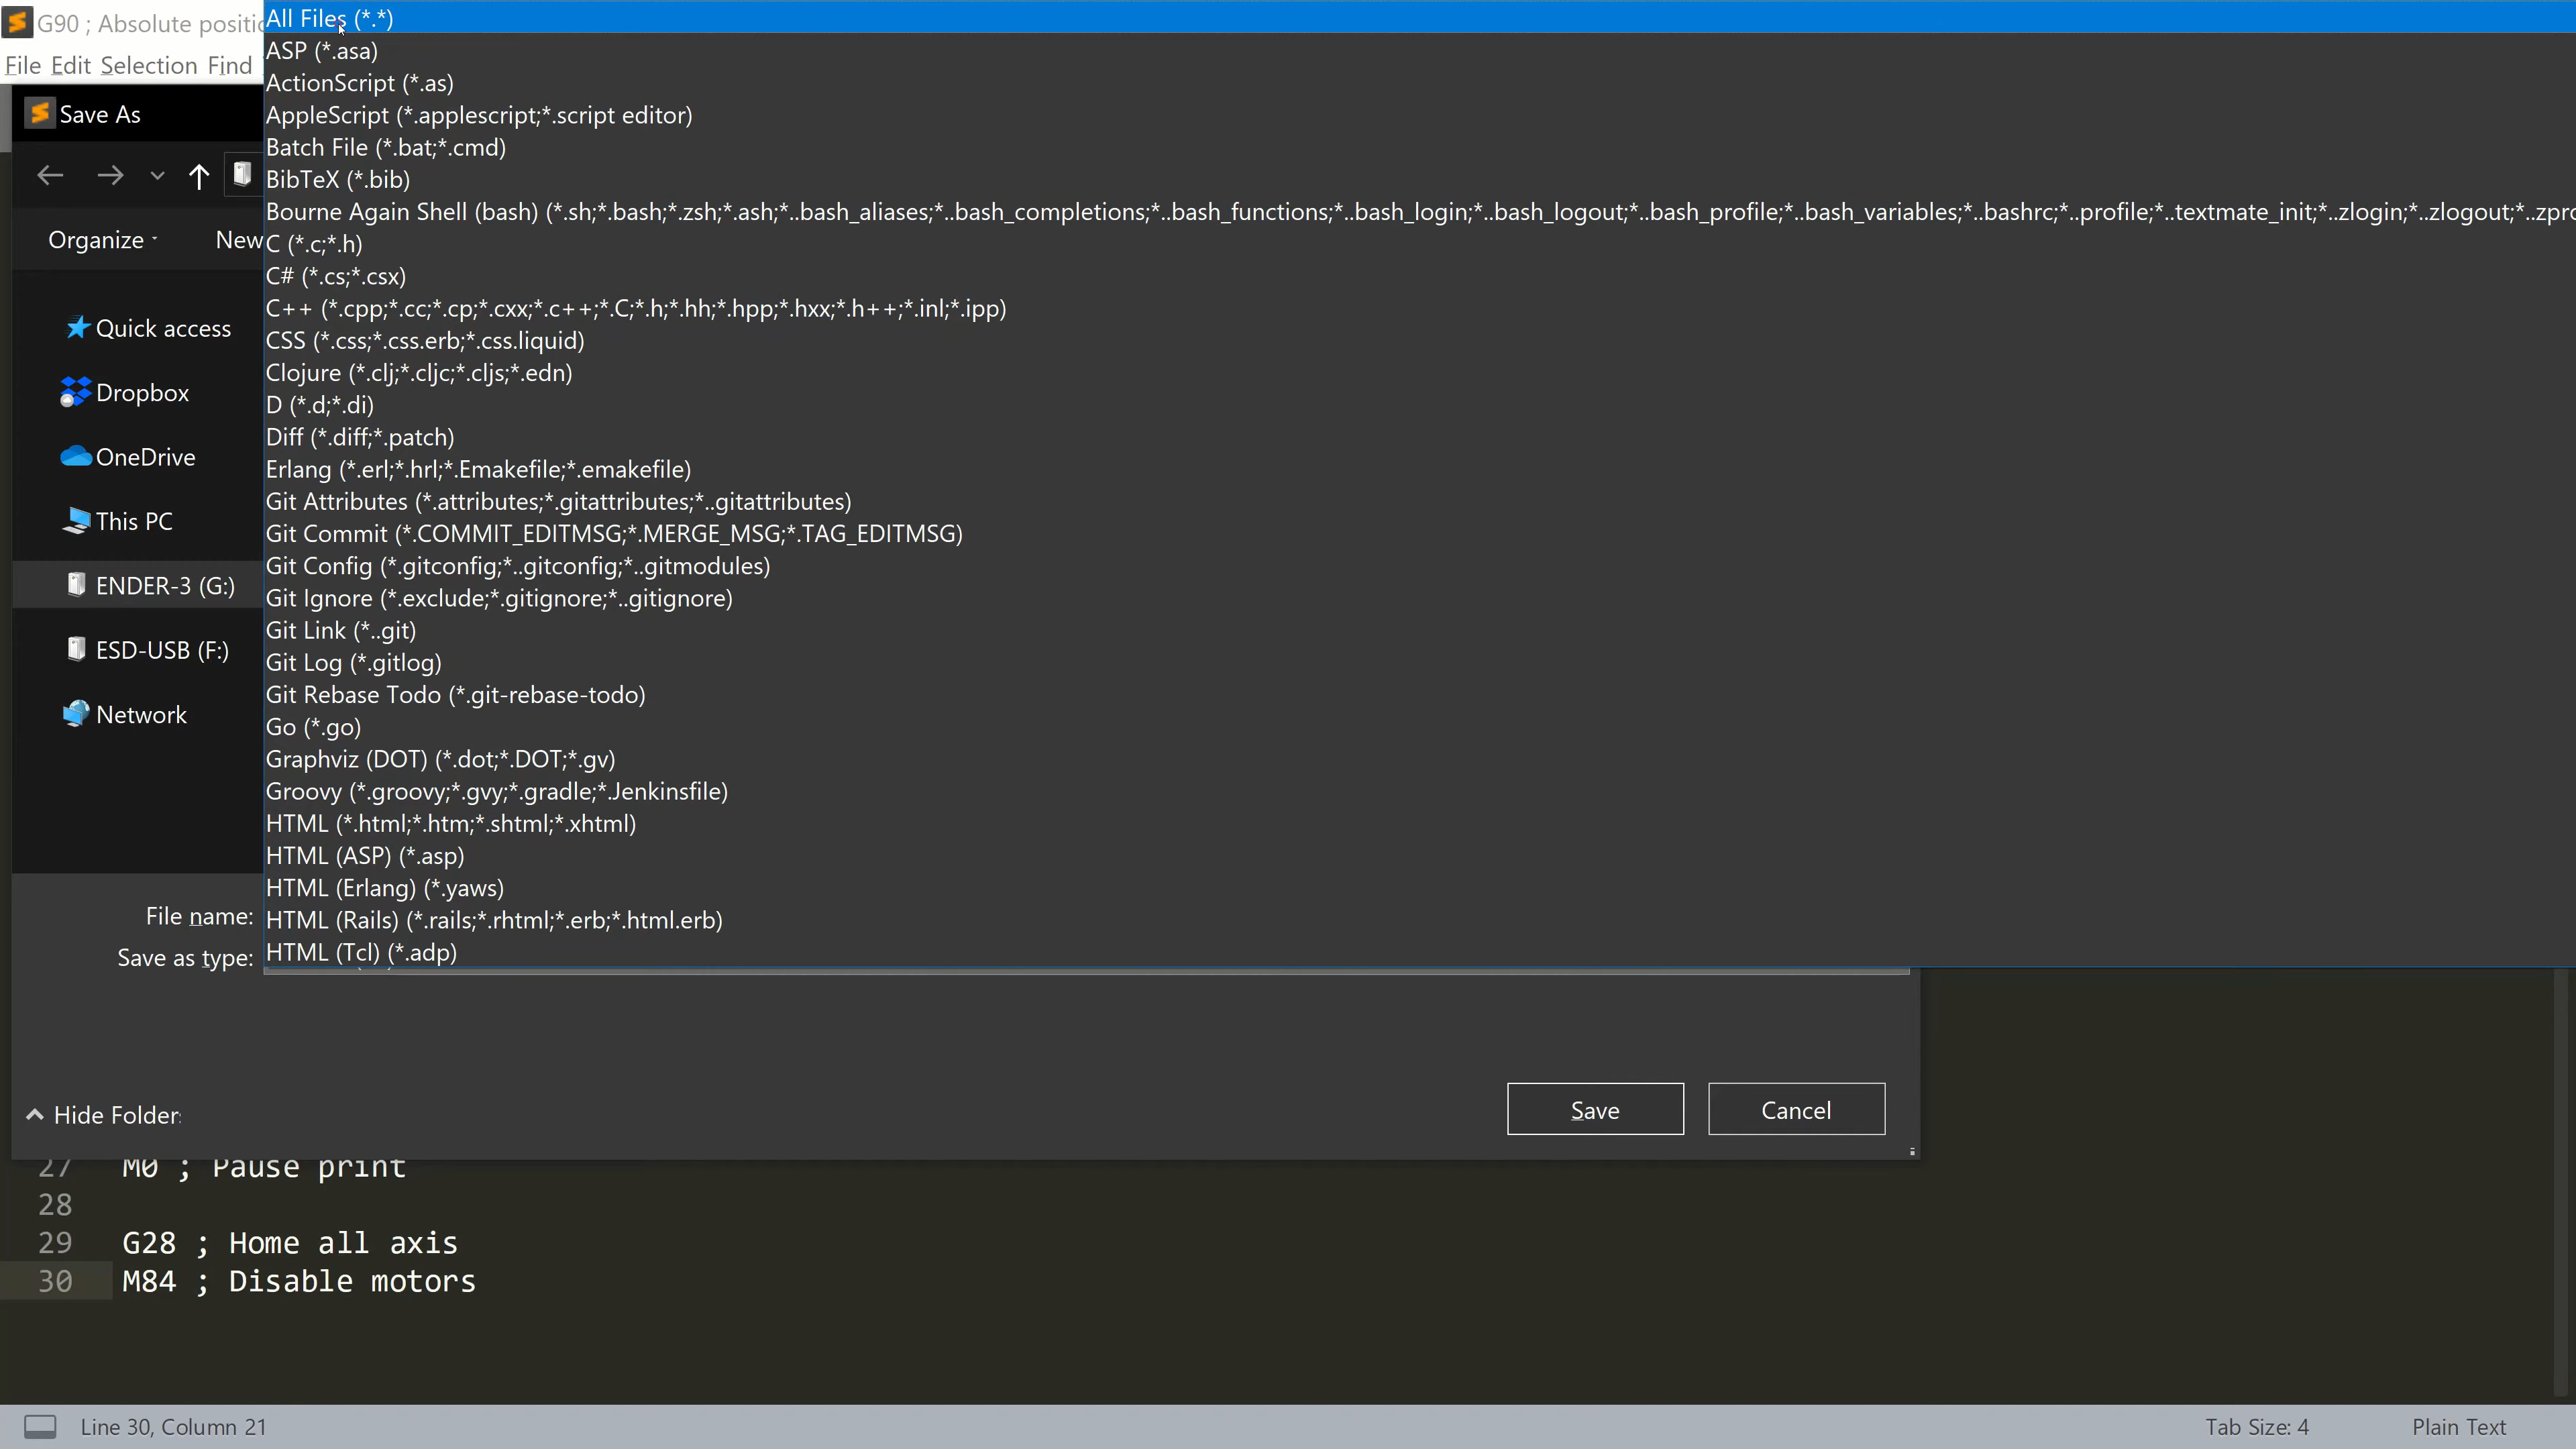 G90 ; Absolute positio
File Edit Selection Find
Save As
Organize
New
Quick access
Dropbox
OneDrive
This PC
ENDER-3 (G:)
ESD-USB (F:)
Network
All Files (*.*)
ASP (*.asa)
ActionScript (*.as)
AppleScript (*.applescript;*.script editor)
Batch File (*.bat;*.cmd)
BibTeX (*.bib)
Bourne Again Shell (bash) (*.sh;*.bash;*.zsh;*.ash;*..bash_aliases;*..bash_completions;*..bash_functions;*..bash_login;*..bash_logout;*..bash_profile;*..bash_variables;*..bashrc;*..profile;*..textmate_init;*..zlogin;*..zlogout;*..zpro
C (*.c;*.h)
C# (*.cs;*.csx)
C++ (*.cpp;*.cc;*.cp;*.cxx;*.c++;*.C;*.h;*.hh;*.hpp;*.hxx;*.h++;*.inl;*.ipp)
CSS (*.css;*.css.erb;*.css.liquid)
Clojure (*.clj;*.cljc;*.cljs;*.edn)
D (*.d;*.di)
Diff (*.diff;*.patch)
Erlang (*.erl;*.hrl;*.Emakefile;*.emakefile)
Git Attributes (*.attributes;*.gitattributes;*..gitattributes)
Git Commit (*.COMMIT_EDITMSG;*.MERGE_MSG;*.TAG_EDITMSG)
Git Config (*.gitconfig;*..gitconfig;*..gitmodules)
Git Ignore (*.exclude;*.gitignore;*..gitignore)
Git Link (*..git)
Git Log (*.gitlog)
Git Rebase Todo (*.git-rebase-todo)
Go (*.go)
Graphviz (DOT) (*.dot;*.DOT;*.gv)
Groovy (*.groovy;*.gvy;*.gradle;*.Jenkinsfile)
HTML (*.html;*.htm;*.shtml;*.xhtml)
HTML (ASP) (*.asp)
HTML (Erlang) (*.yaws)
HTML (Rails) (*.rails;*.rhtml;*.erb;*.html.erb)
HTML (Tcl) (*.adp)
File name:
Save as type:
Hide Folder
Save
Cancel
27 M0 ; Pause print
28
29 G28 ; Home all axis
30 M84 ; Disable motors
Line 30, Column 21
Tab Size: 4
Plain Text